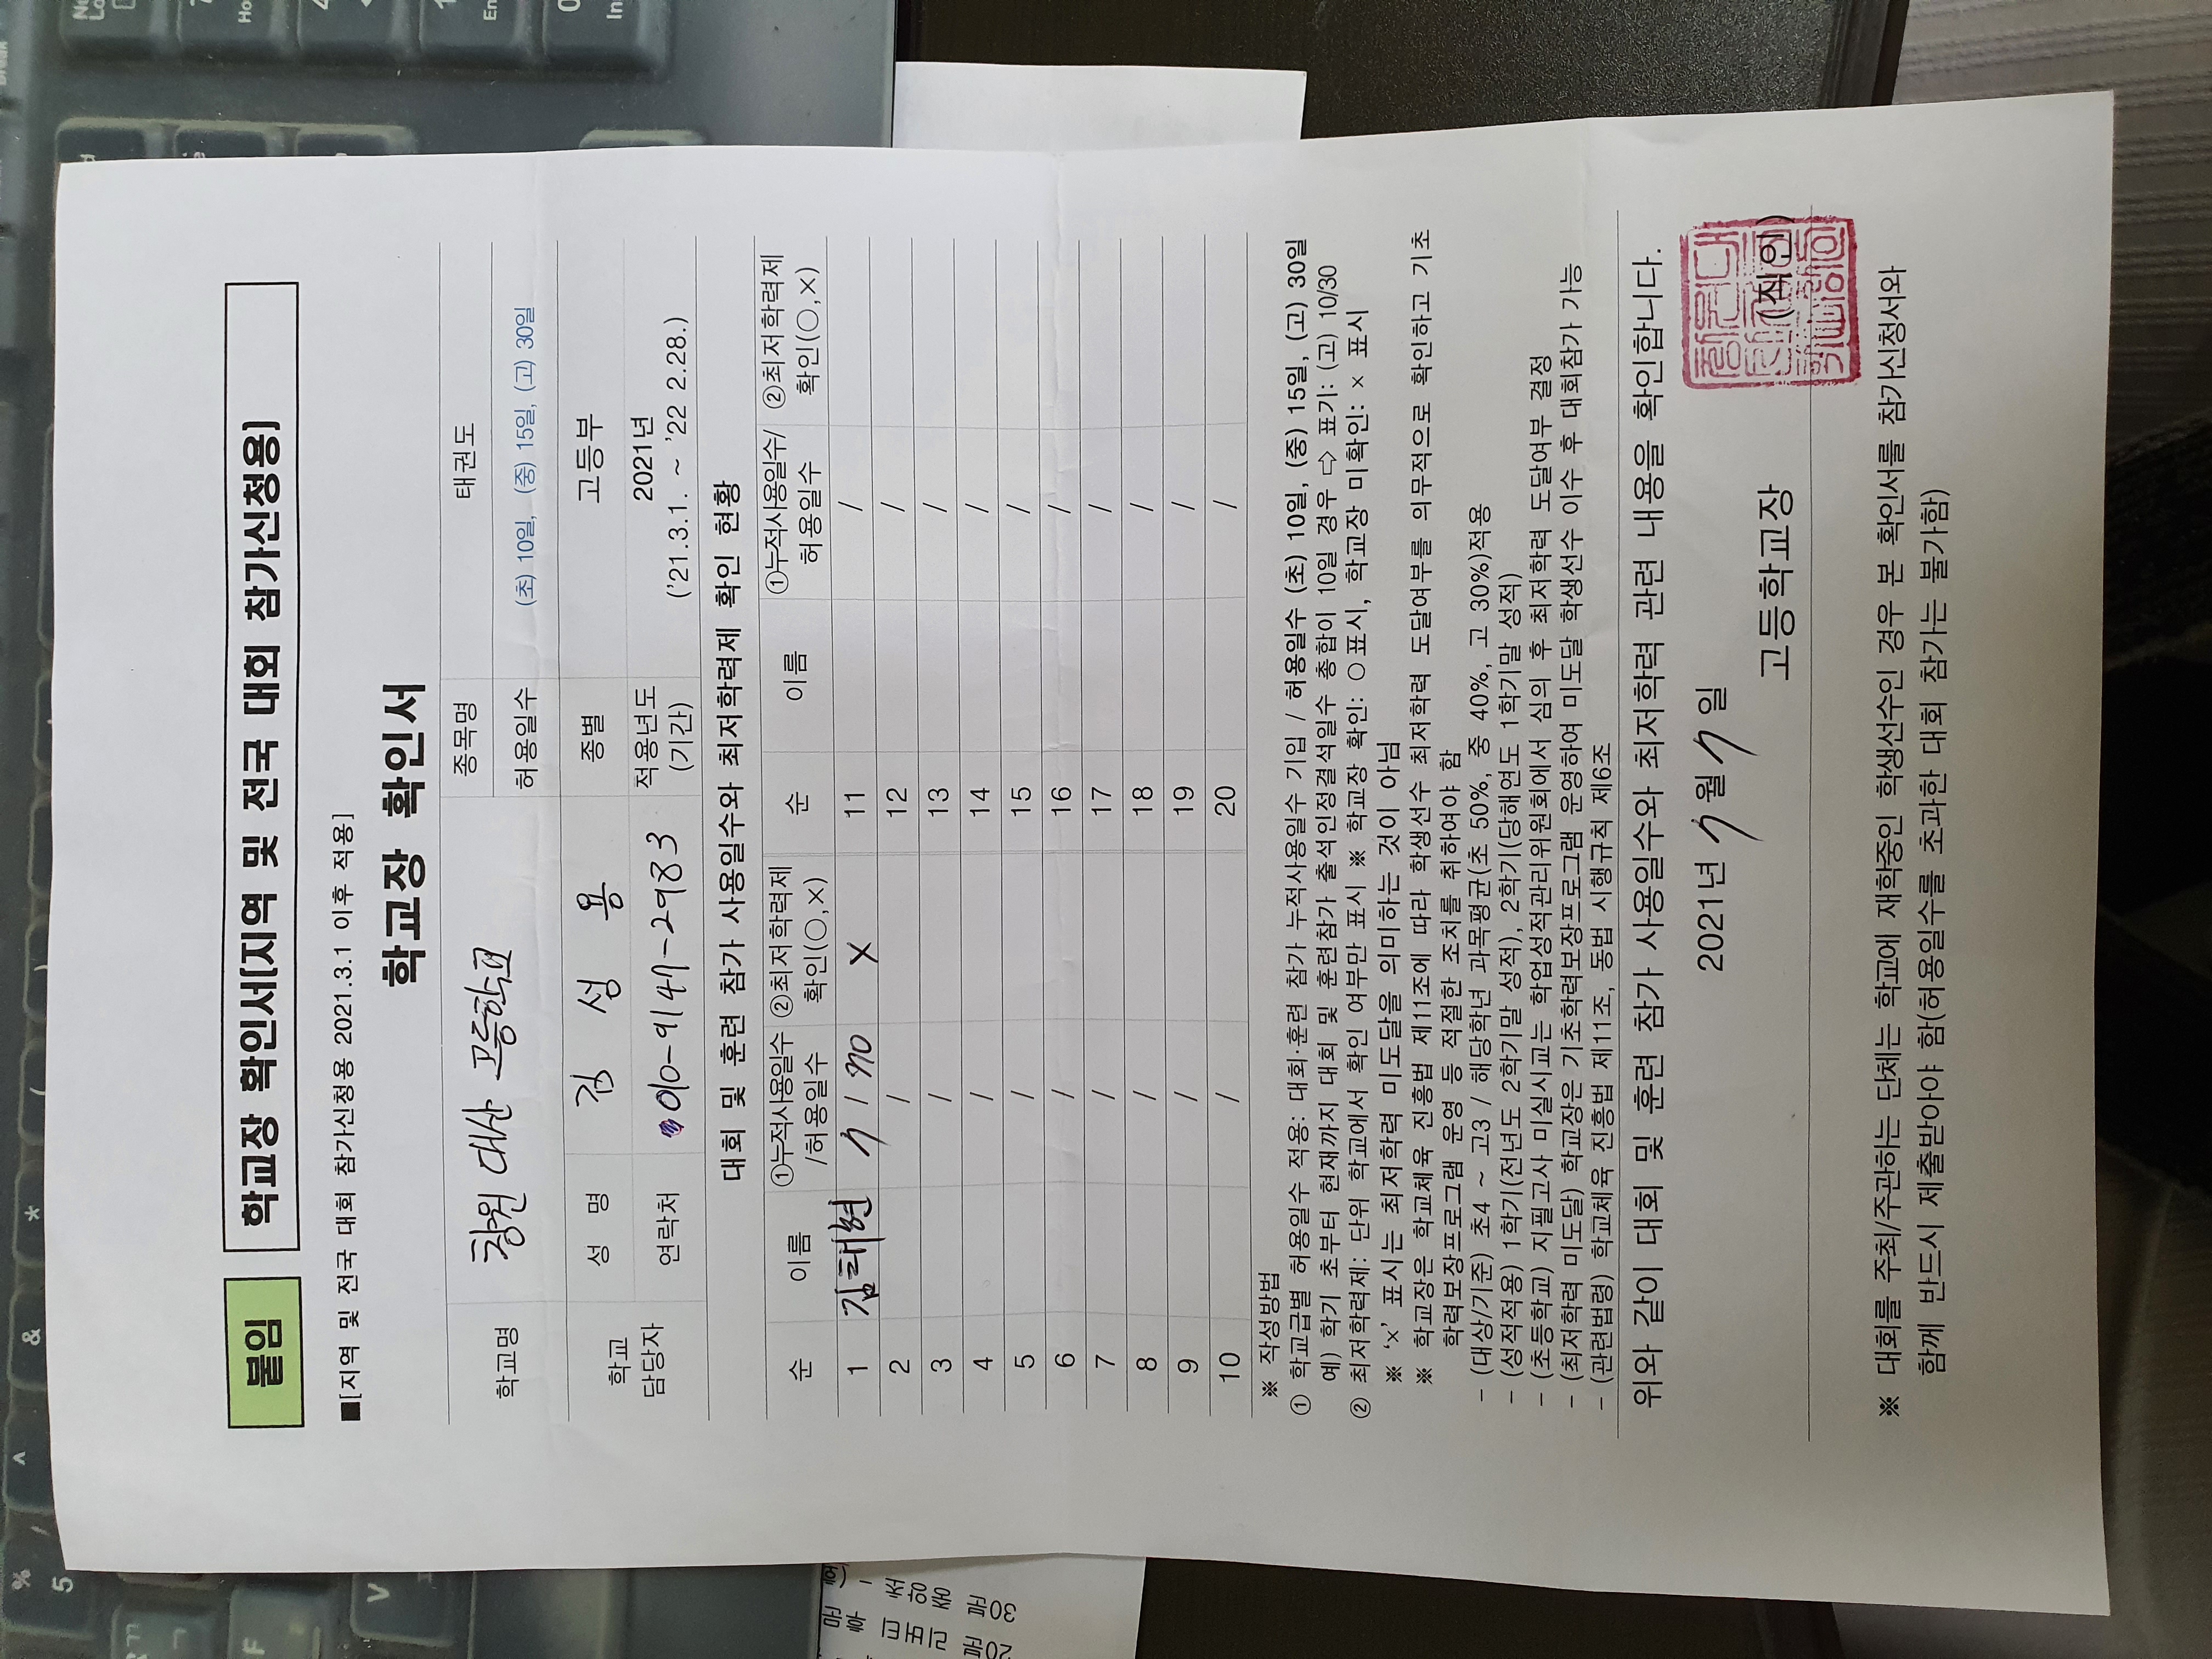 붙임
학교장 확인서[지역 및 전국 대회 참가신청용]
■[지역 및 전국 대회 참가신청용 2021.3.1 이후 적용]
학교장 확인서
학교명 창원 대산 고등학교 종목명 태권도
허용일수 (초) 10일, (중) 15일, (고) 30일
학교 담당자 성 명 김 성 용 종별 고등부
연락처 010-9147-2983 적용년도 (기간) 2021년 ('21.3.1. ~ '22 2.28.)
대회 및 훈련 참가 사용일수와 최저학력제 확인 현황
순 이름 ①누적사용일수/허용일수 ②최저학력제 확인(○,×) 순 이름 ①누적사용일수/허용일수 ②최저학력제 확인(○,×)
1 김태현 7 / 30 × 11 /
2 / 12 /
3 / 13 /
4 / 14 /
5 / 15 /
6 / 16 /
7 / 17 /
8 / 18 /
9 / 19 /
10 / 20 /
※ 작성방법
① 학교급별 허용일수 적용: 대회·훈련 참가 누적사용일수 기입 / 허용일수 (초) 10일, (중) 15일, (고) 30일
예) 학기 초부터 현재까지 대회 및 훈련참가 출석인정결석일수 총합이 10일 경우 ⇨ 표기: (고) 10/30
② 최저학력제: 단위 학교에서 확인 여부만 표시 ※ 학교장 확인: ○ 표시, 학교장 미확인: × 표시
※ '×' 표시는 최저학력 미도달을 의미하는 것이 아님
※ 학교장은 학교체육 진흥법 제11조에 따라 학생선수 최저학력 도달여부를 의무적으로 확인하고 기초
학력보장프로그램 운영 등 적절한 조치를 취하여야 함
- (대상/기준) 초4 ~ 고3 / 해당학년 과목평균(초 50%, 중 40%, 고 30%)적용
- (성적적용) 1학기(전년도 2학기말 성적), 2학기(당해연도 1학기말 성적)
- (초등학교) 지필고사 미실시교는 학업성적관리위원회에서 심의 후 최저학력 도달여부 결정
- (최저학력 미도달) 학교장은 기초학력보장프로그램 운영하여 미도달 학생선수 이수 후 대회참가 가능
- (관련법령) 학교체육 진흥법 제11조, 동법 시행규칙 제6조
위와 같이 대회 및 훈련 참가 사용일수와 최저학력 관련 내용을 확인합니다.
2021년 7월 7일
고등학교장 (직인)
※ 대회를 주최/주관하는 단체는 학교에 재학중인 학생선수인 경우 본 확인서를 참가신청서와
함께 반드시 제출받아야 함(허용일수를 초과한 대회 참가는 불가함)